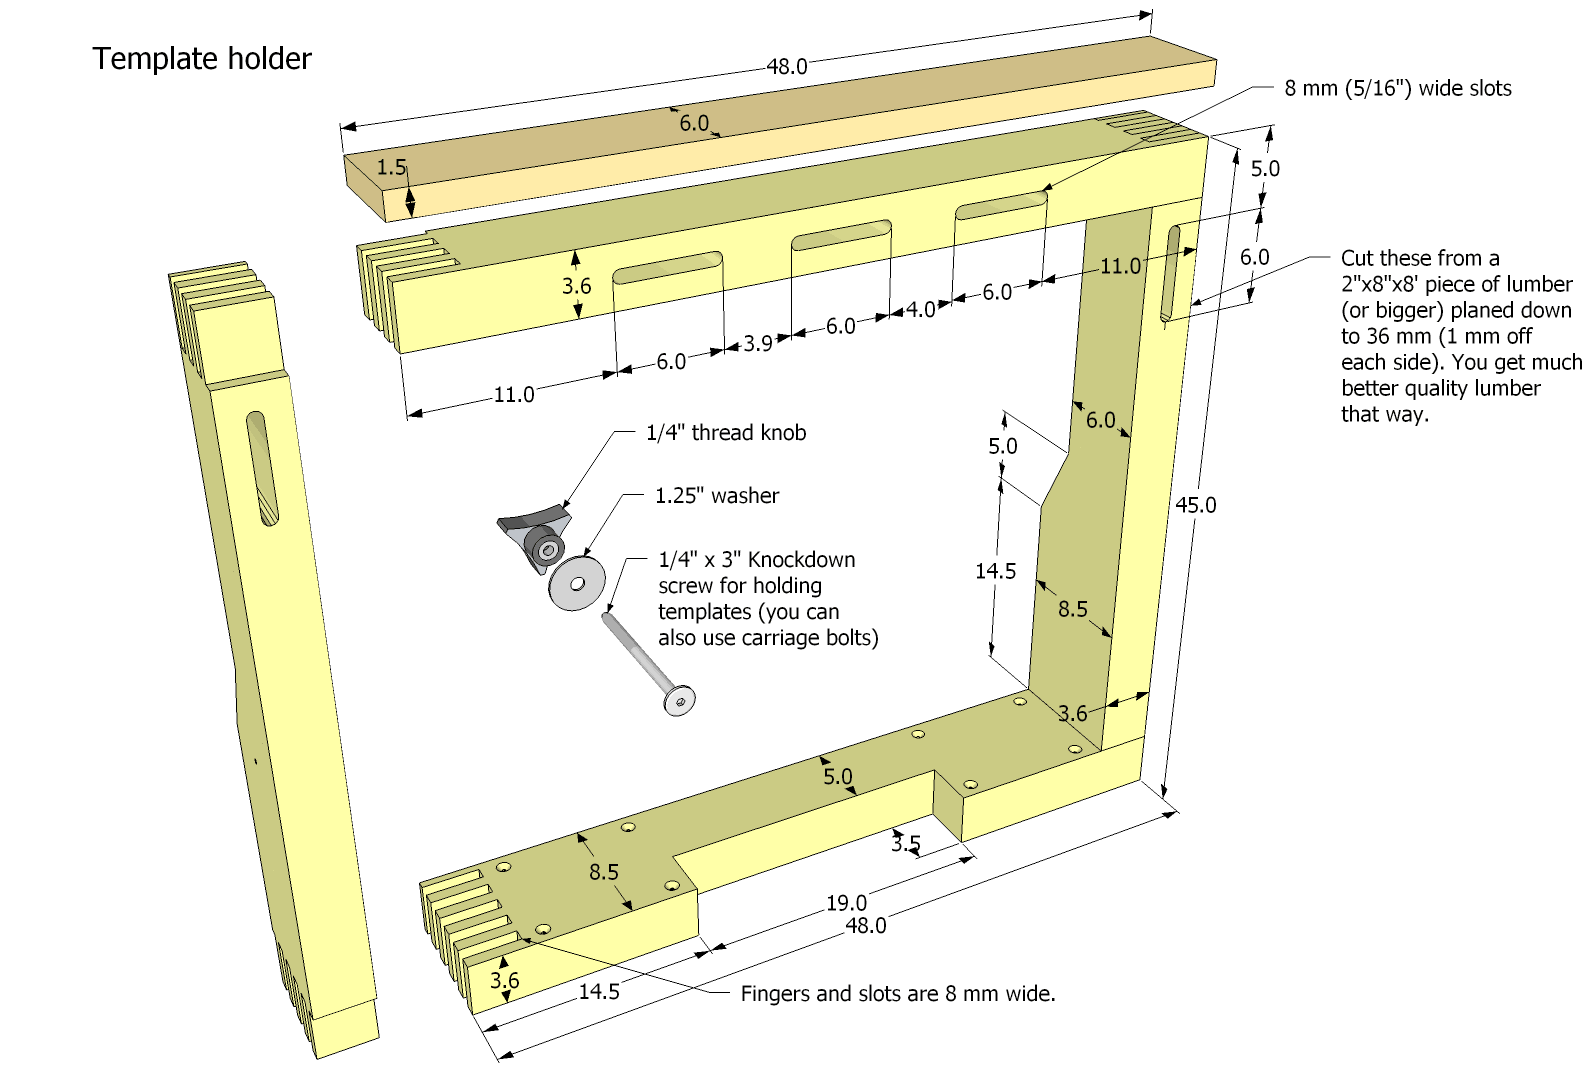 Template holder
48.0
6.0
1.5
8 mm (5/16") wide slots
5.0
6.0
Cut these from a
2"x8"x8' piece of lumber
(or bigger) planed down
to 36 mm (1 mm off
each side). You get much
better quality lumber
that way.
3.6
11.0
6.0
3.9
6.0
4.0
6.0
11.0
1/4" thread knob
1.25" washer
1/4" x 3" Knockdown
screw for holding
templates (you can
also use carriage bolts)
5.0
6.0
14.5
8.5
45.0
3.6
5.0
8.5
3.5
19.0
48.0
3.6
14.5
Fingers and slots are 8 mm wide.